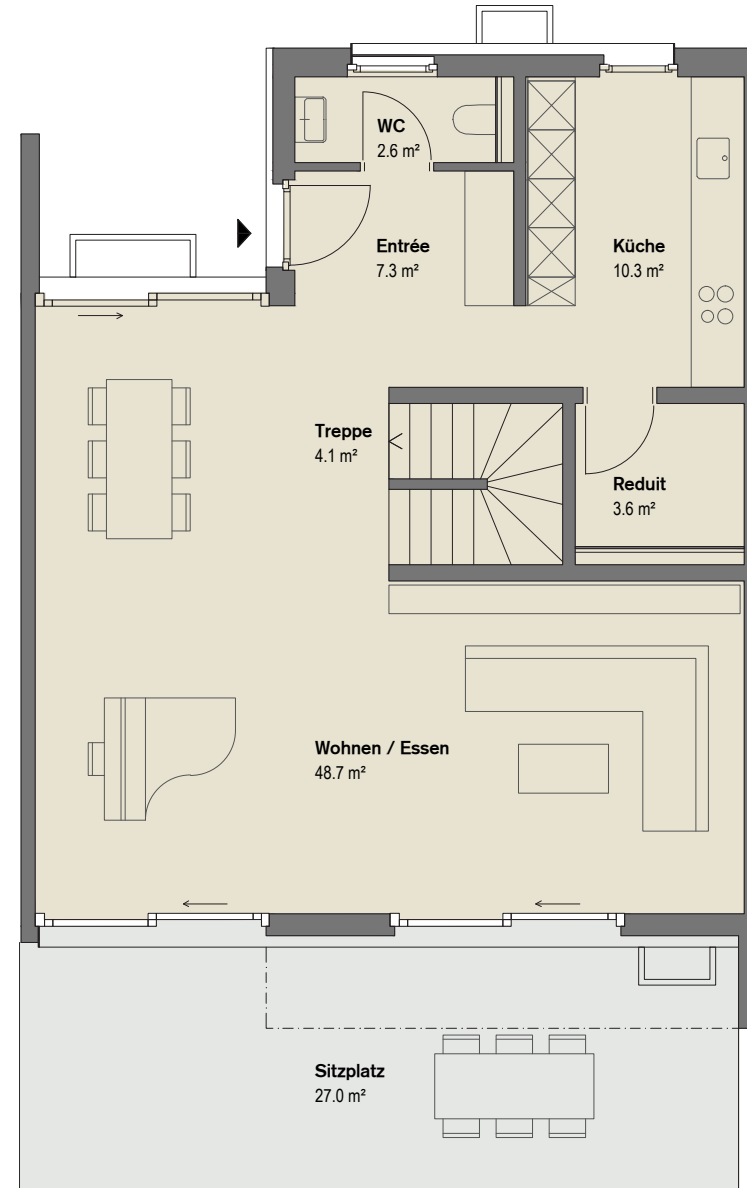 WC
2.6 m²
Entrée
7.3 m²
Küche
10.3 m²
Treppe
4.1 m²
Reduit
3.6 m²
Wohnen / Essen
48.7 m²
Sitzplatz
27.0 m²